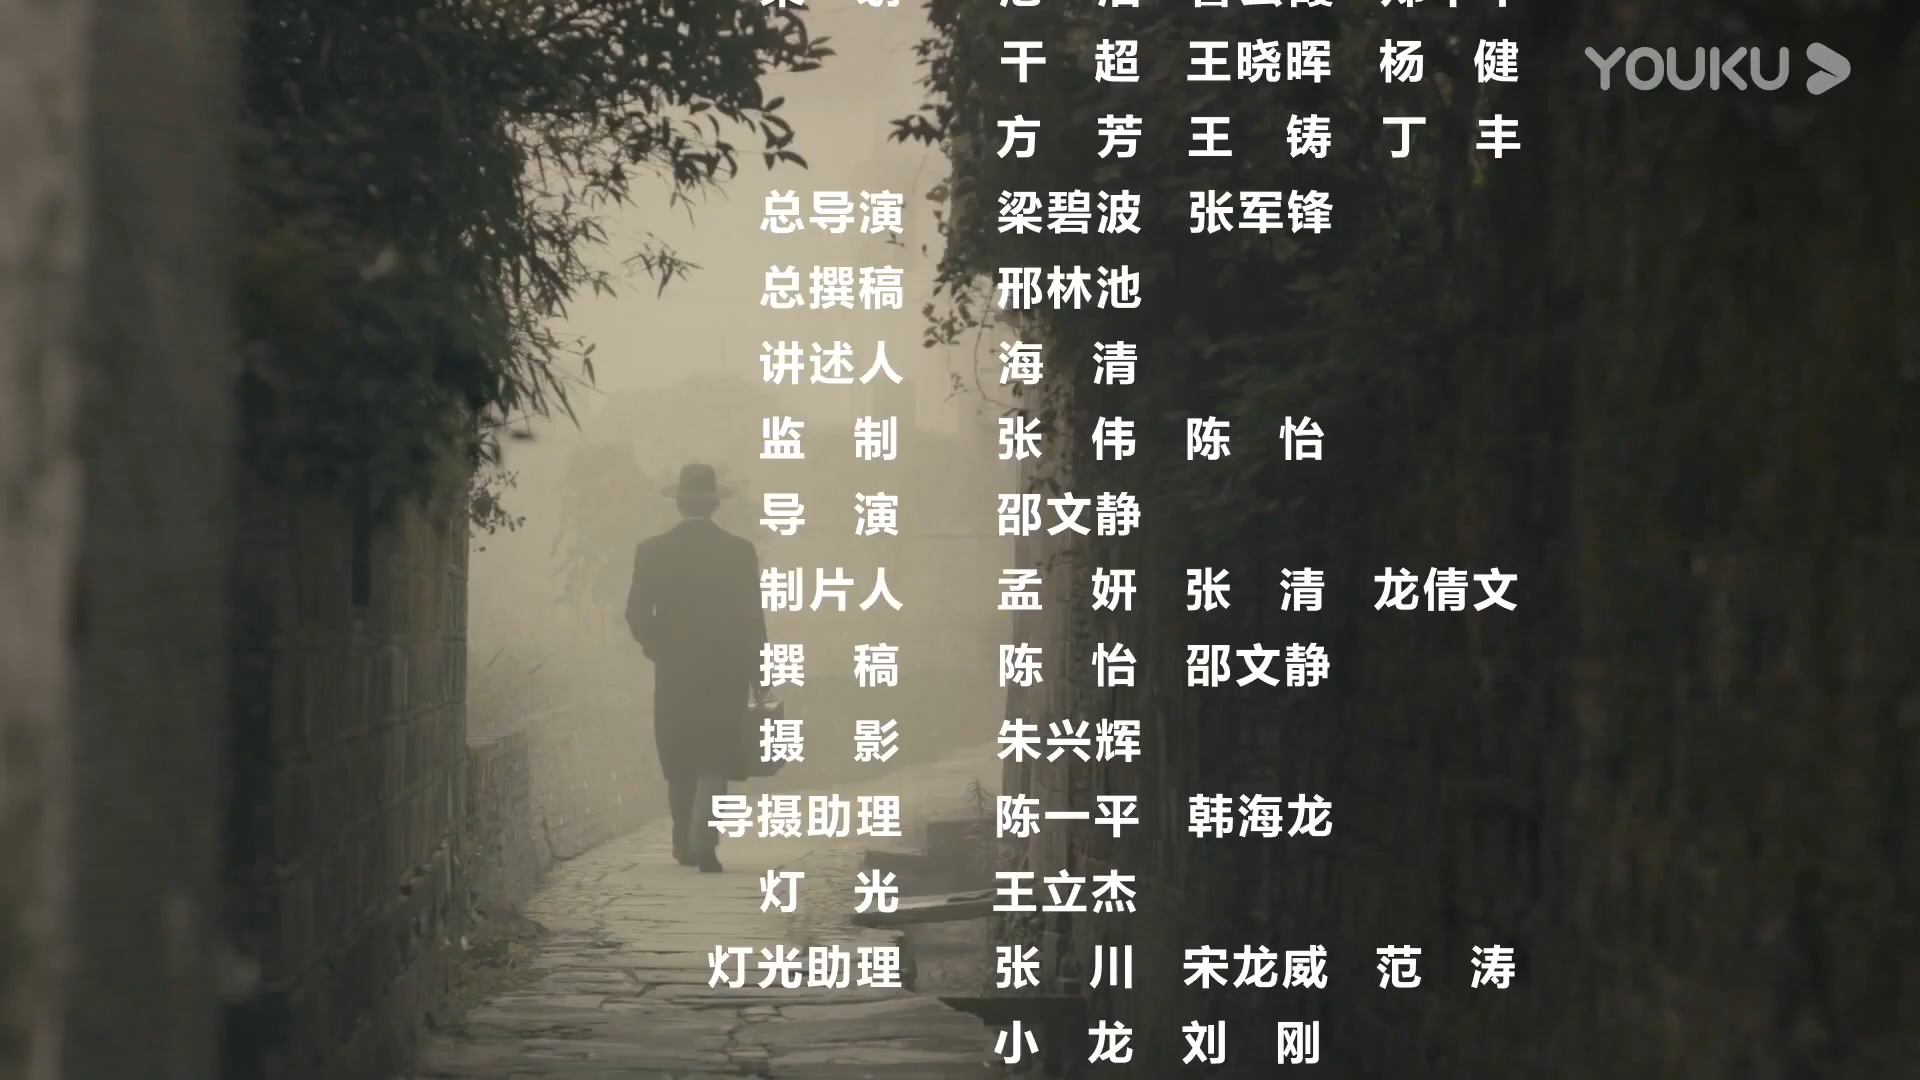 干 超 王晓晖 杨 健
YOUKU
方 芳 王 铸 丁 丰
总导演 梁碧波 张军锋
总撰稿 邢林池
讲述人 海 清
监 制 张 伟 陈 怡
导 演 邵文静
制片人 孟 妍 张 清 龙倩文
撰 稿 陈 怡 邵文静
摄 影 朱兴辉
导摄助理 陈一平 韩海龙
灯 光 王立杰
灯光助理 张 川 宋龙威 范 涛
小 龙 刘 刚